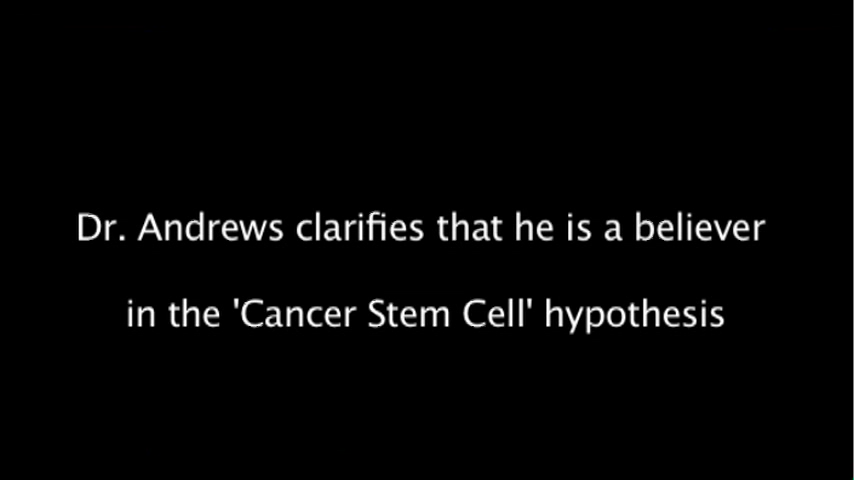 Dr. Andrews clarifies that he is a believer
in the 'Cancer Stem Cell' hypothesis